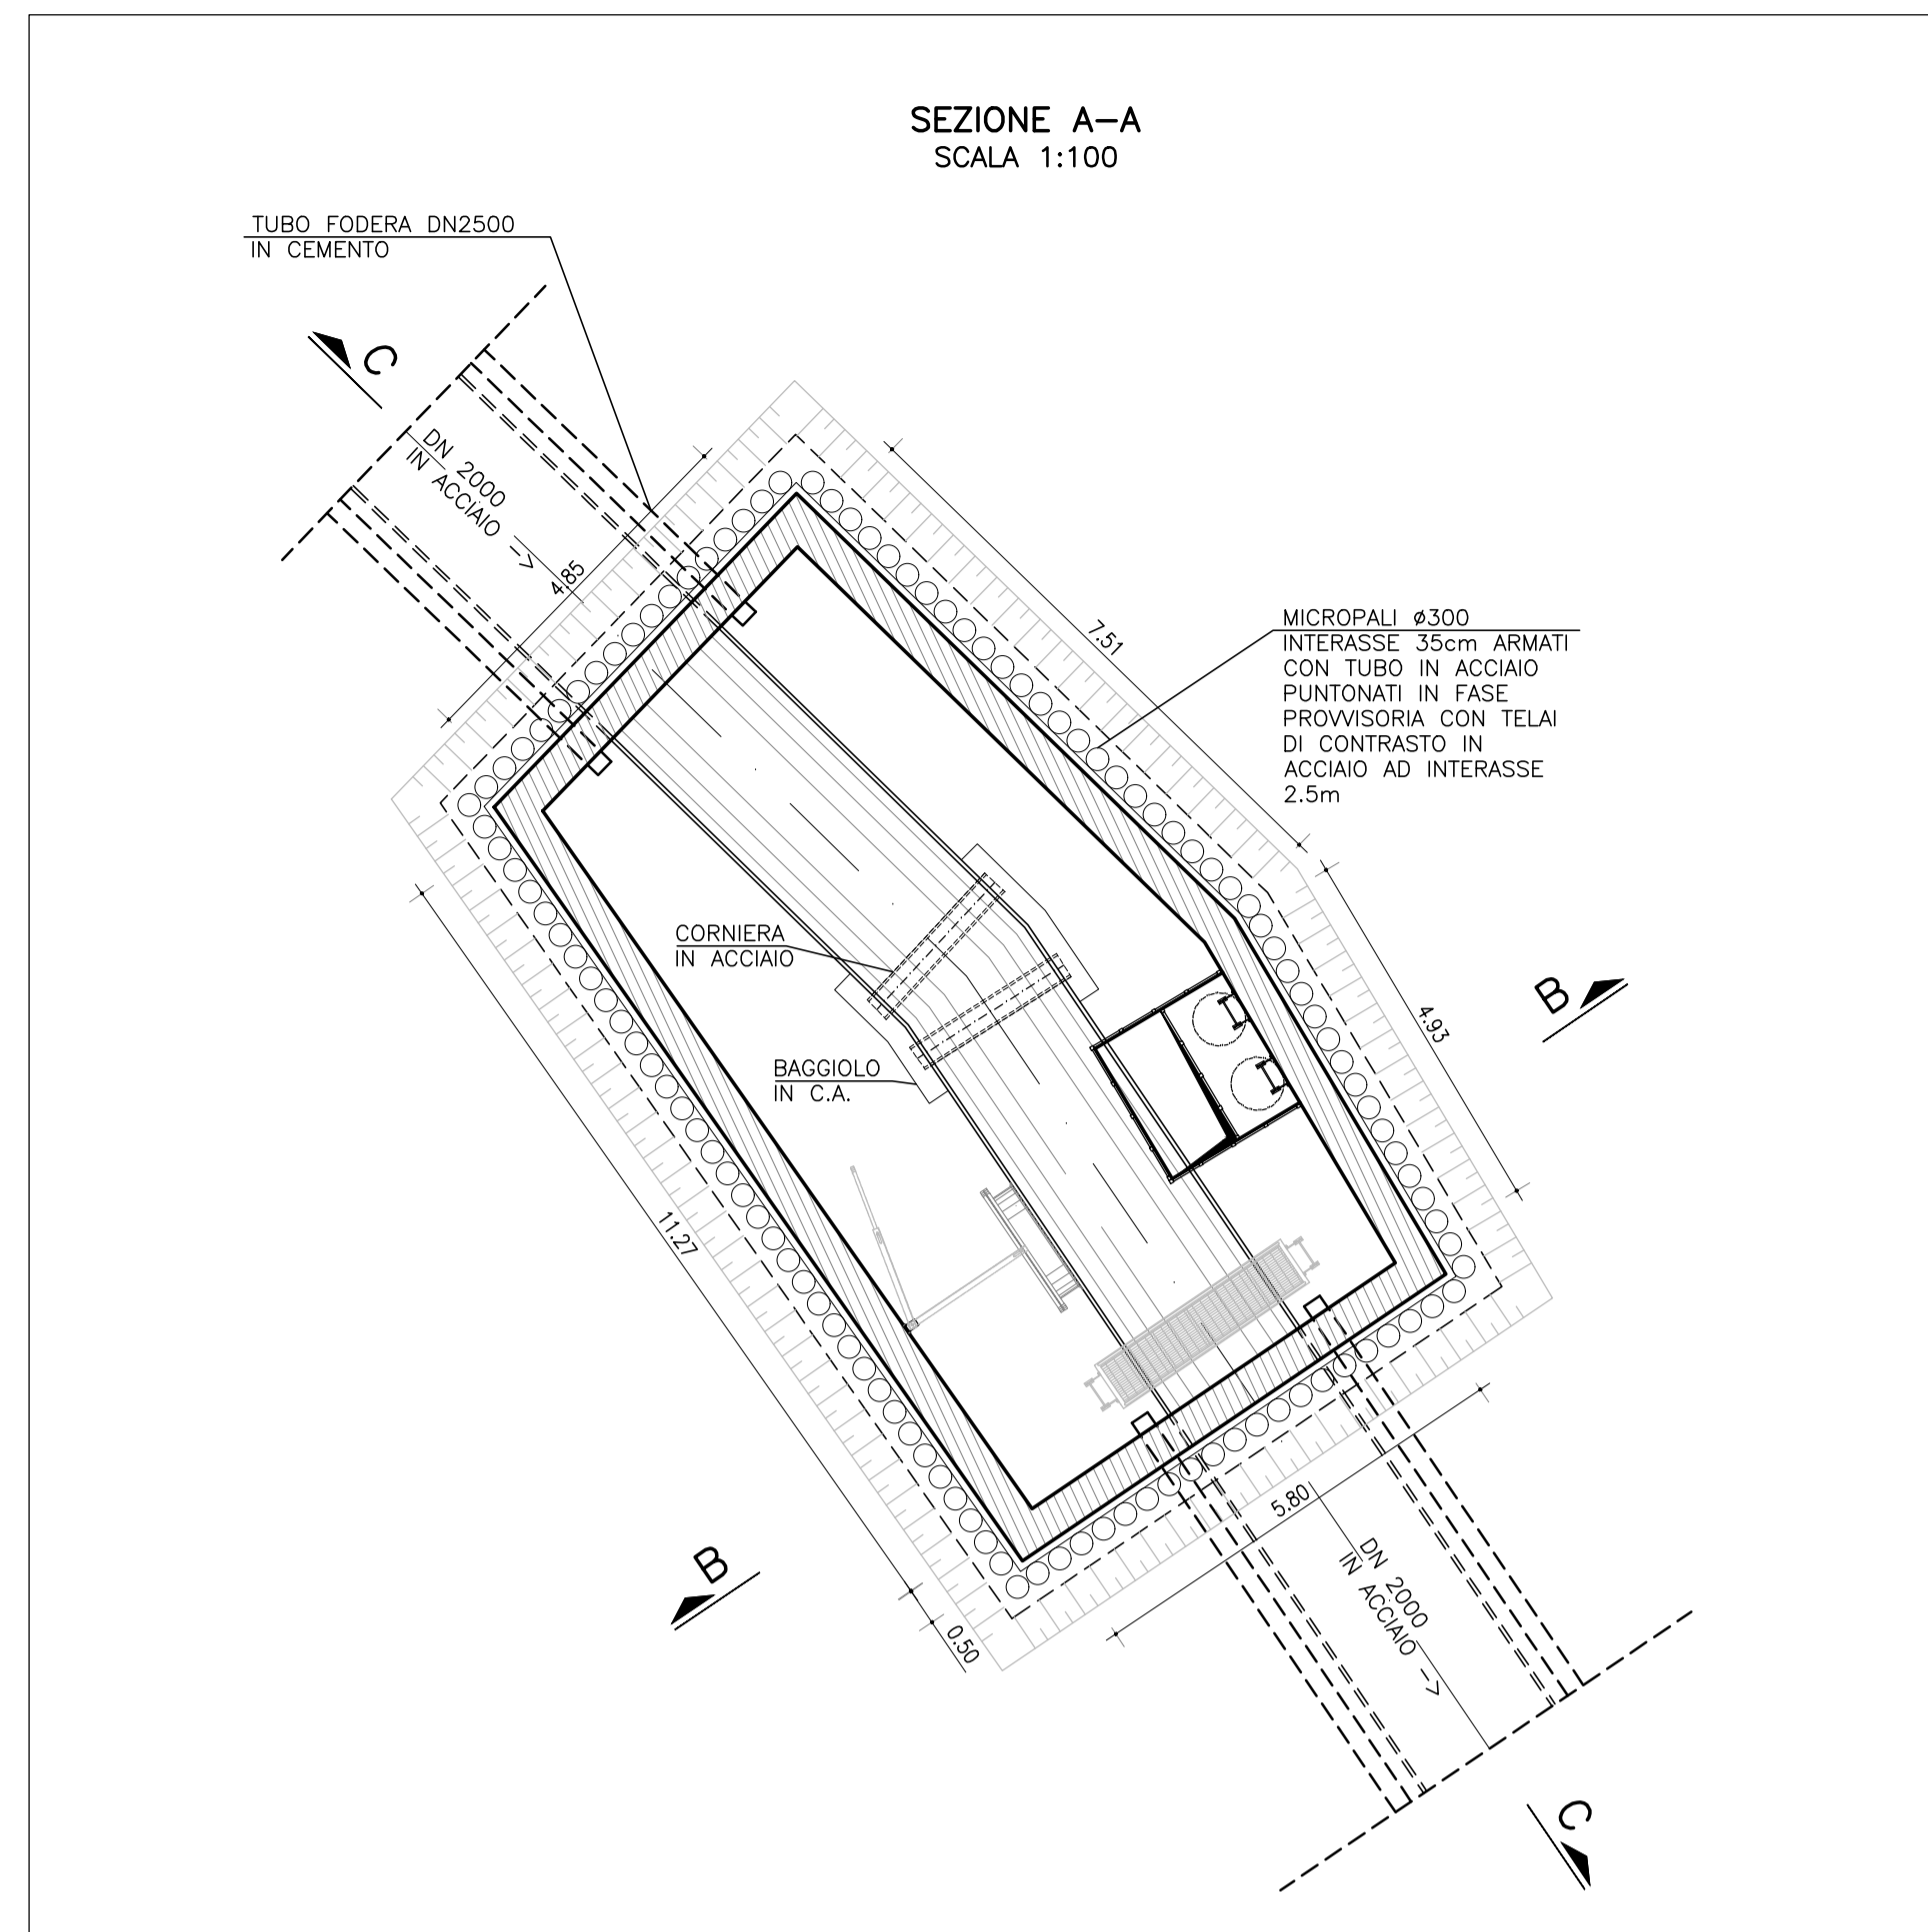 SEZIONE A-A
SCALA 1:100
TUBO FODERA DN2500
IN CEMENTO
C
DN 2000
IN ACCIAIO -->
4.85
7.51
MICROPALI ø300
INTERASSE 35cm ARMATI
CON TUBO IN ACCIAIO
PUNTONATI IN FASE
PROVVISORIA CON TELAI
DI CONTRASTO IN
ACCIAIO AD INTERASSE
2.5m
CORNIERA
IN ACCIAIO
B
4.93
BAGGIOLO
IN C.A.
11.27
5.80
B
0.50
DN 2000
IN ACCIAIO -->
C